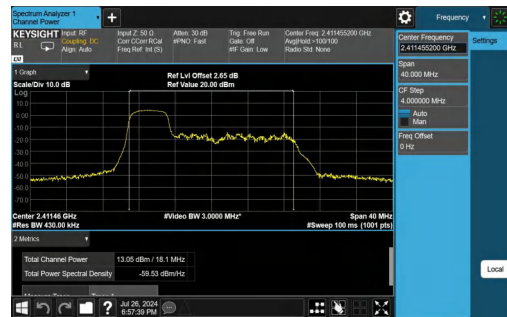 Spectrum Analyzer 1
Channel Power
+
Frequency
KEYSIGHT
RL
Input: RF
Coupling: DC
Align: Auto
Input Z: 50 Ω
Corr CCorr RCal
Freq Ref: Int (S)
Atten: 30 dB
#PNO: Fast
Trig: Free Run
Gate: Off
#IF Gain: Low
Center Freq: 2.411455200 GHz
Avg|Hold:>100/100
Radio Std: None
LXI
Center Frequency
2.411455200 GHz
Settings
Span
40.000 MHz
CF Step
4.000000 MHz
Auto
Man
Freq Offset
0 Hz
1 Graph
Scale/Div 10.0 dB
Ref Lvl Offset 2.65 dB
Ref Value 20.00 dBm
Log
10.0
0.00
-10.0
-20.0
-30.0
-40.0
-50.0
-60.0
-70.0
Center 2.41146 GHz
#Video BW 3.0000 MHz*
Span 40 MHz
#Res BW 430.00 kHz
#Sweep 100 ms (1001 pts)
2 Metrics
Total Channel Power 13.05 dBm / 18.1 MHz
Total Power Spectral Density -59.53 dBm/Hz
Local
?
Jul 26, 2024
6:57:39 PM